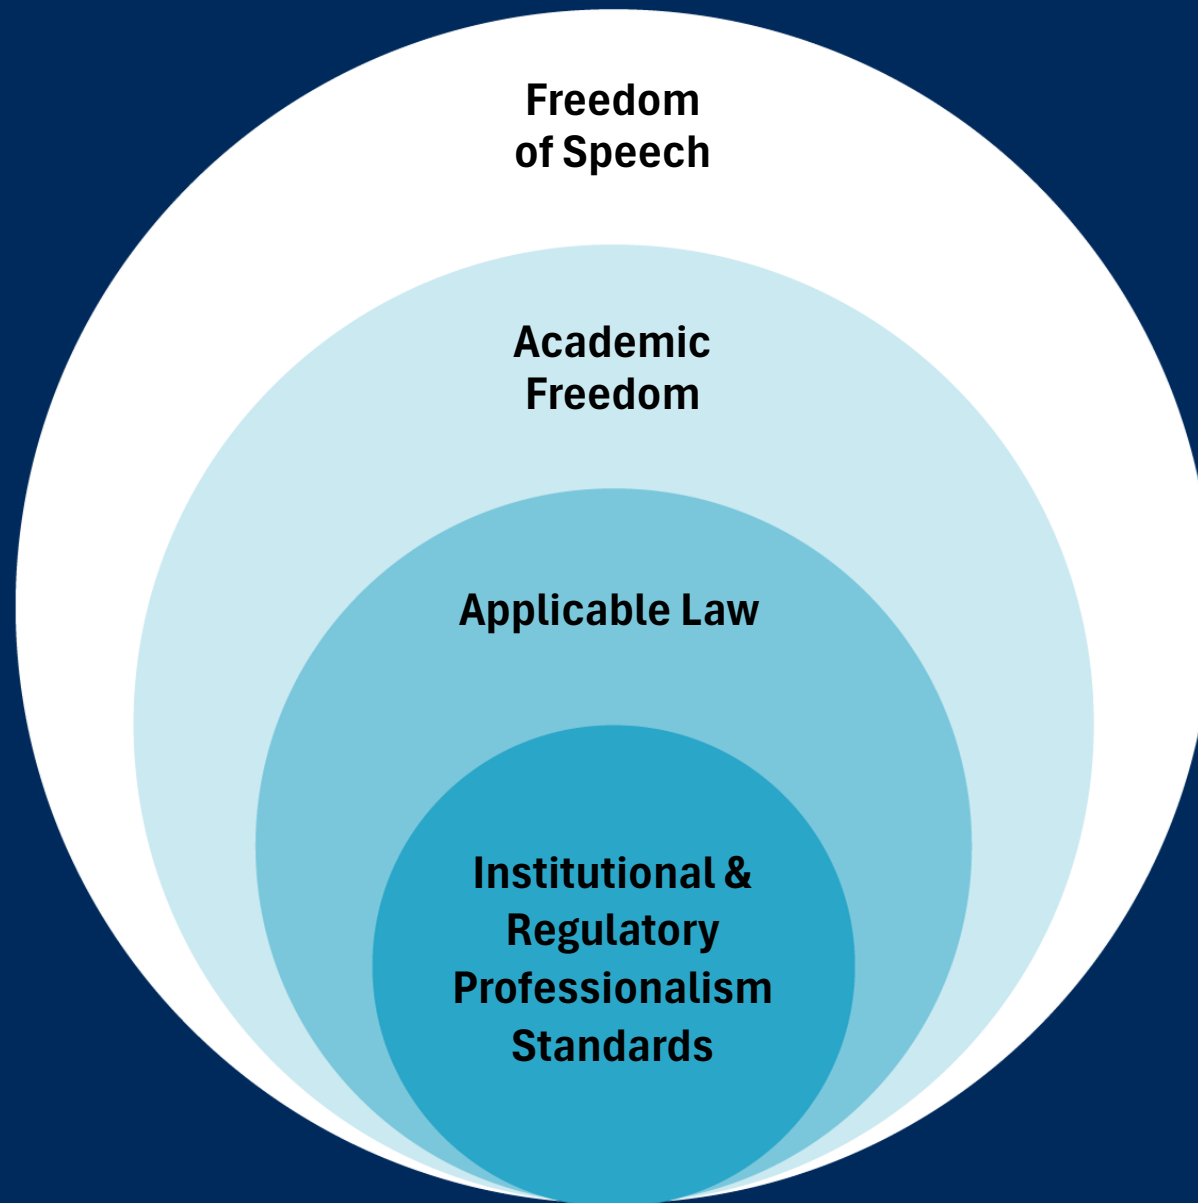 Freedom
of Speech
Academic
Freedom
Applicable Law
Institutional &
Regulatory
Professionalism
Standards